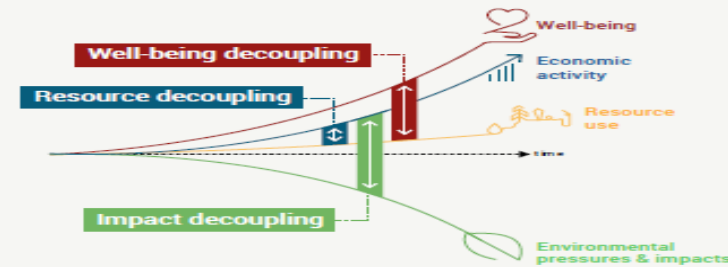 Well-being
Well-being decoupling
Economic
activity
Resource decoupling
Resource
use
time
Impact decoupling
Environmental
pressures & impacts